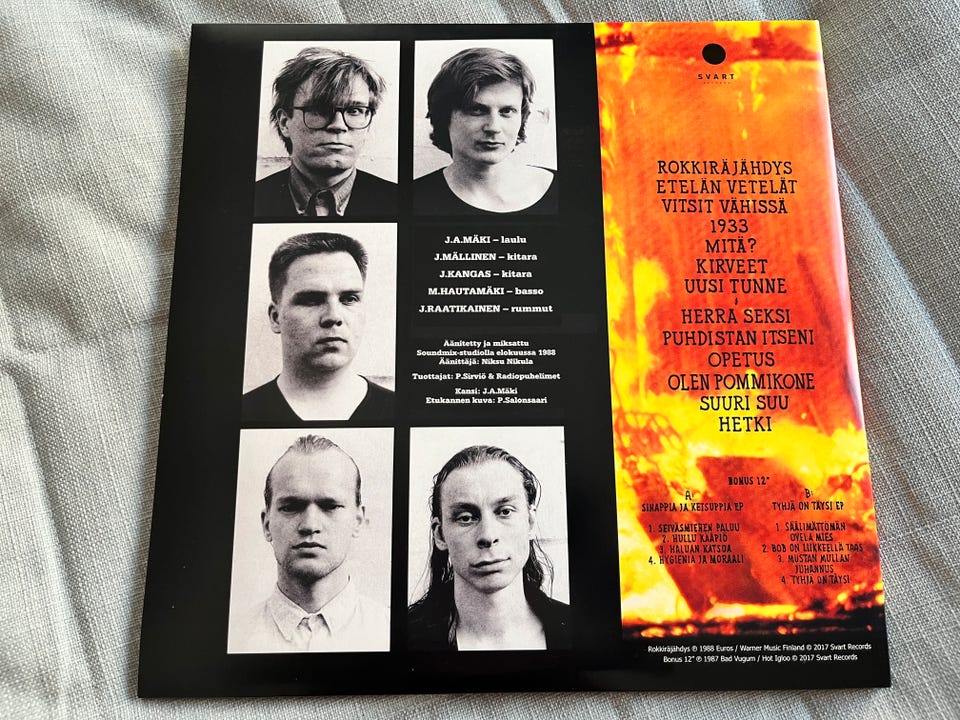 J.A.MÄKI – laulu
J.MÄLLINEN – kitara
J.KANGAS – kitara
M.HAUTAMÄKI – basso
J.RAATIKAINEN – rummut
Äänitetty ja miksattu
Soundmix-studiolla elokuussa 1988
Äänittäjä: Niksu Nikula
Tuottajat: P.Sirviö & Radiopuhelimet
Kansi: J.A.Mäki
Etukannen kuva: P.Salonsaari
SVART
ROKKIRÄJÄHDYS
ETELÄN VETELÄT
VITSIT VÄHISSÄ
1933
MITÄ?
KIRVEET
UUSI TUNNE
HERRA SEKSI
PUHDISTAN ITSENI
OPETUS
OLEN POMMIKONE
SUURI SUU
HETKI
BONUS 12"
A:
SINAPPIA JA KETSUPPIA EP
1. SEIVÄSMIEHEN PALUU
2. HULLU KÄÄPIÖ
3. HALUAN KATSOA
4. HYGIENIA JA MORAALI
B:
TYHJÄ ON TÄYSI EP
1. SÄÄLIMÄTTÖMÄN
OVELA MIES
2. BOB ON LIIKKEELLÄ TAAS
3. MUSTAN MULLAN
JUHANNUS
4. TYHJÄ ON TÄYSI
Rokkiräjähdys ℗ 1988 Euros / Warner Music Finland © 2017 Svart Records
Bonus 12" ℗ 1987 Bad Vugum / Hot Igloo © 2017 Svart Records